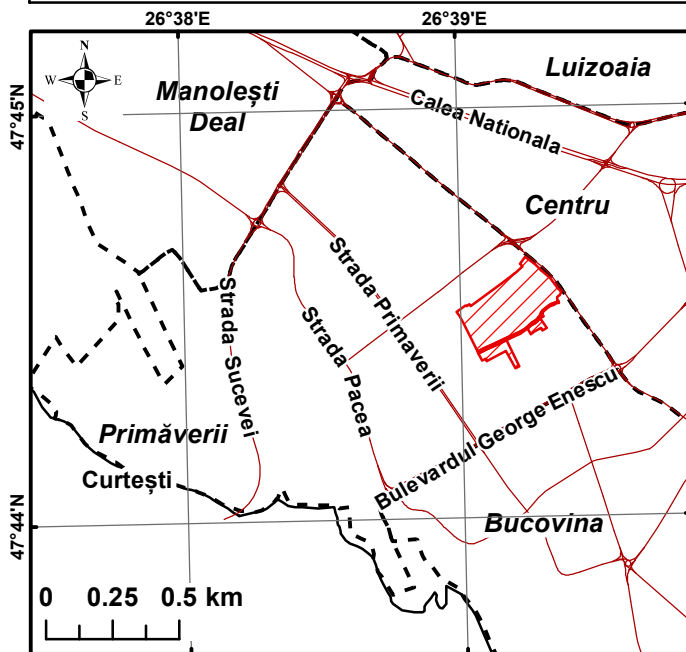 26°38'E
26°39'E
N
W
E
S
Manolești
Deal
Luizoaia
47°45'N
Calea Nationala
Centru
Strada Primaverii
Strada Sucevei
Strada Pacea
Bulevardul George Enescu
Primăverii
Curtești
Bucovina
47°44'N
0 0.25 0.5 km